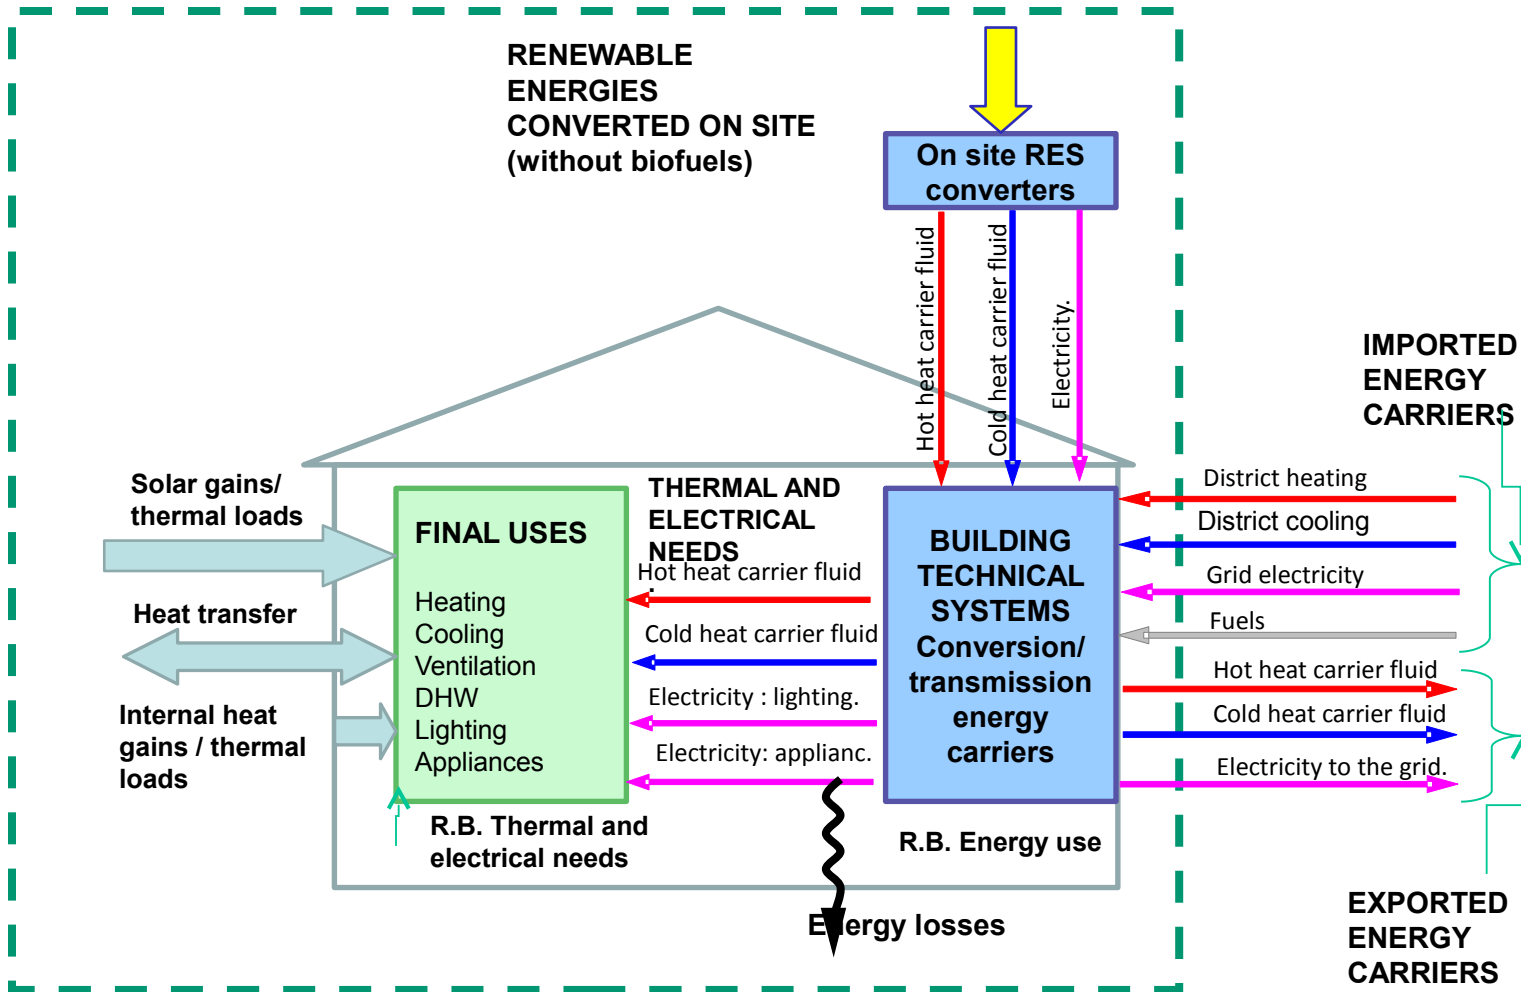 RENEWABLE
ENERGIES
CONVERTED ON SITE
(without biofuels)
On site RES
converters
Hot heat carrier fluid
Cold heat carrier fluid
Electricity.
IMPORTED
ENERGY
CARRIERS
Solar gains/
thermal loads
Heat transfer
Internal heat
gains / thermal
loads
FINAL USES
Heating
Cooling
Ventilation
DHW
Lighting
Appliances
THERMAL AND
ELECTRICAL
NEEDS
:
Hot heat carrier fluid
Cold heat carrier fluid
Electricity : lighting.
Electricity: applianc.
BUILDING
TECHNICAL
SYSTEMS
Conversion/
transmission
energy
carriers
District heating
District cooling
Grid electricity
Fuels
Hot heat carrier fluid
Cold heat carrier fluid
Electricity to the grid.
R.B. Thermal and
electrical needs
R.B. Energy use
Energy losses
EXPORTED
ENERGY
CARRIERS